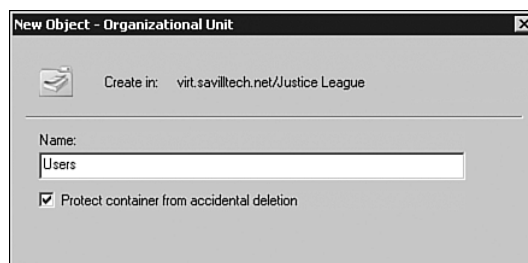 New Object - Organizational Unit
Create in: virt.savilltech.net/Justice League
Name:
Users
Protect container from accidental deletion